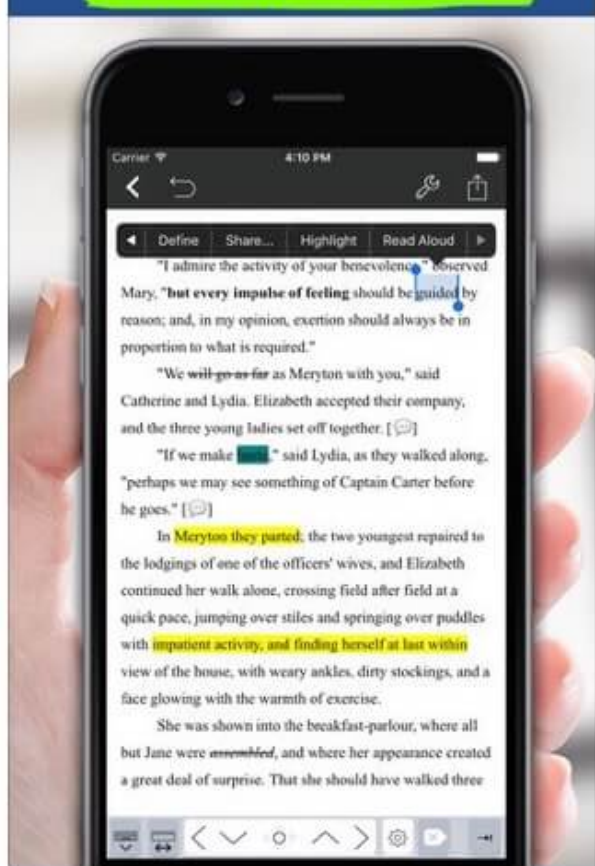 Carrier 4:10 PM
Define Share... Highlight Read Aloud
"I admire the activity of your benevolence," observed
Mary, "but every impulse of feeling should be guided by
reason; and, in my opinion, exertion should always be in
proportion to what is required."
"We will go as far as Meryton with you," said
Catherine and Lydia. Elizabeth accepted their company,
and the three young ladies set off together. [💬]
"If we make haste," said Lydia, as they walked along,
"perhaps we may see something of Captain Carter before
he goes." [💬]
In Meryton they parted; the two youngest repaired to
the lodgings of one of the officers' wives, and Elizabeth
continued her walk alone, crossing field after field at a
quick pace, jumping over stiles and springing over puddles
with impatient activity, and finding herself at last within
view of the house, with weary ankles, dirty stockings, and a
face glowing with the warmth of exercise.
She was shown into the breakfast-parlour, where all
but Jane were assembled, and where her appearance created
a great deal of surprise. That she should have walked three